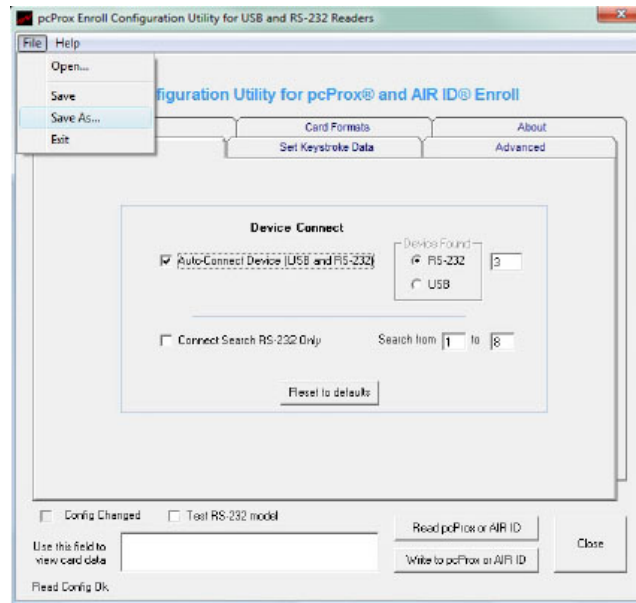 pcProx Enroll Configuration Utility for USB and RS-232 Readers
File Help
Open...
Save
Save As...
Exit
figuration Utility for pcProx® and AIR ID® Enroll
Card Formats
About
Set Keystroke Data
Advanced
Device Connect
Auto-Connect Device (USB and RS-232)
Device Found
RS-232
3
USB
Connect Search RS-232 Only
Search from 1 to 8
Reset to defaults
Config Changed
Test RS-232 model
Read pcProx or AIR ID
Close
Use this field to
view card data
Write to pcProx or AIR ID
Read Config Ok.